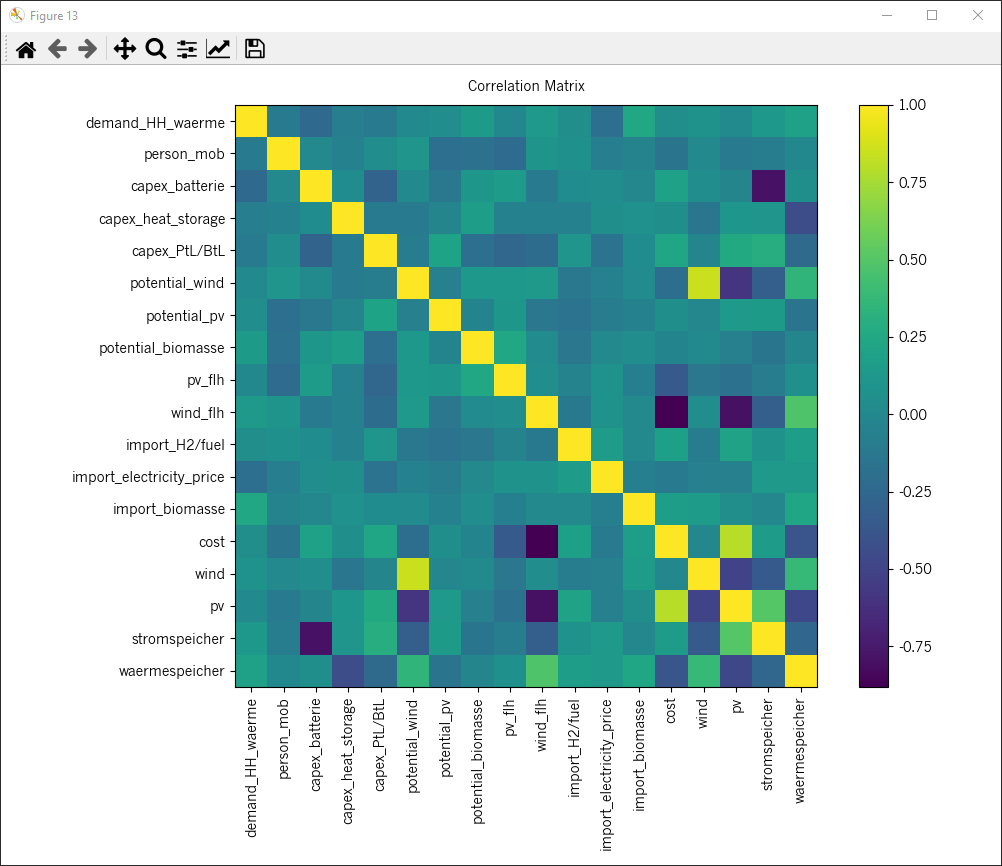 Figure 13
Correlation Matrix
demand_HH_waerme
person_mob
capex_batterie
capex_heat_storage
capex_PtL/BtL
potential_wind
potential_pv
potential_biomasse
pv_flh
wind_flh
import_H2/fuel
import_electricity_price
import_biomasse
cost
wind
pv
stromspeicher
waermespeicher
demand_HH_waerme
person_mob
capex_batterie
capex_heat_storage
capex_PtL/BtL
potential_wind
potential_pv
potential_biomasse
pv_flh
wind_flh
import_H2/fuel
import_electricity_price
import_biomasse
cost
wind
pv
stromspeicher
waermespeicher
1.00
0.75
0.50
0.25
0.00
-0.25
-0.50
-0.75